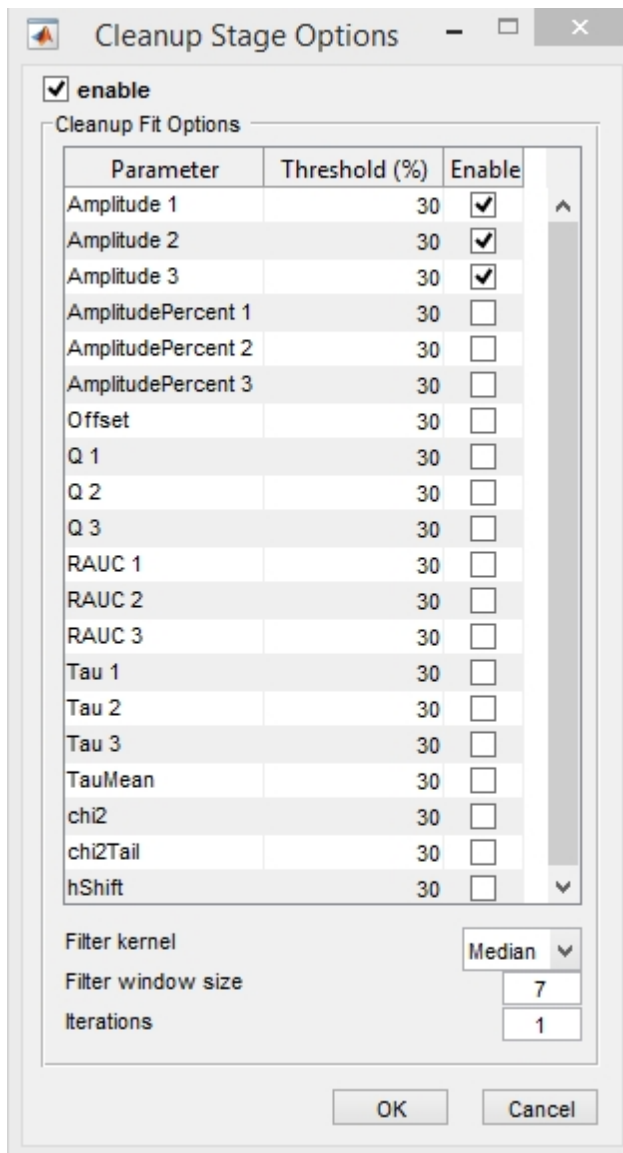 Cleanup Stage Options
enable
Cleanup Fit Options
Parameter Threshold (%) Enable
Amplitude 1 30
Amplitude 2 30
Amplitude 3 30
AmplitudePercent 1 30
AmplitudePercent 2 30
AmplitudePercent 3 30
Offset 30
Q 1 30
Q 2 30
Q 3 30
RAUC 1 30
RAUC 2 30
RAUC 3 30
Tau 1 30
Tau 2 30
Tau 3 30
TauMean 30
chi2 30
chi2Tail 30
hShift 30
Filter kernel Median
Filter window size 7
Iterations 1
OK Cancel